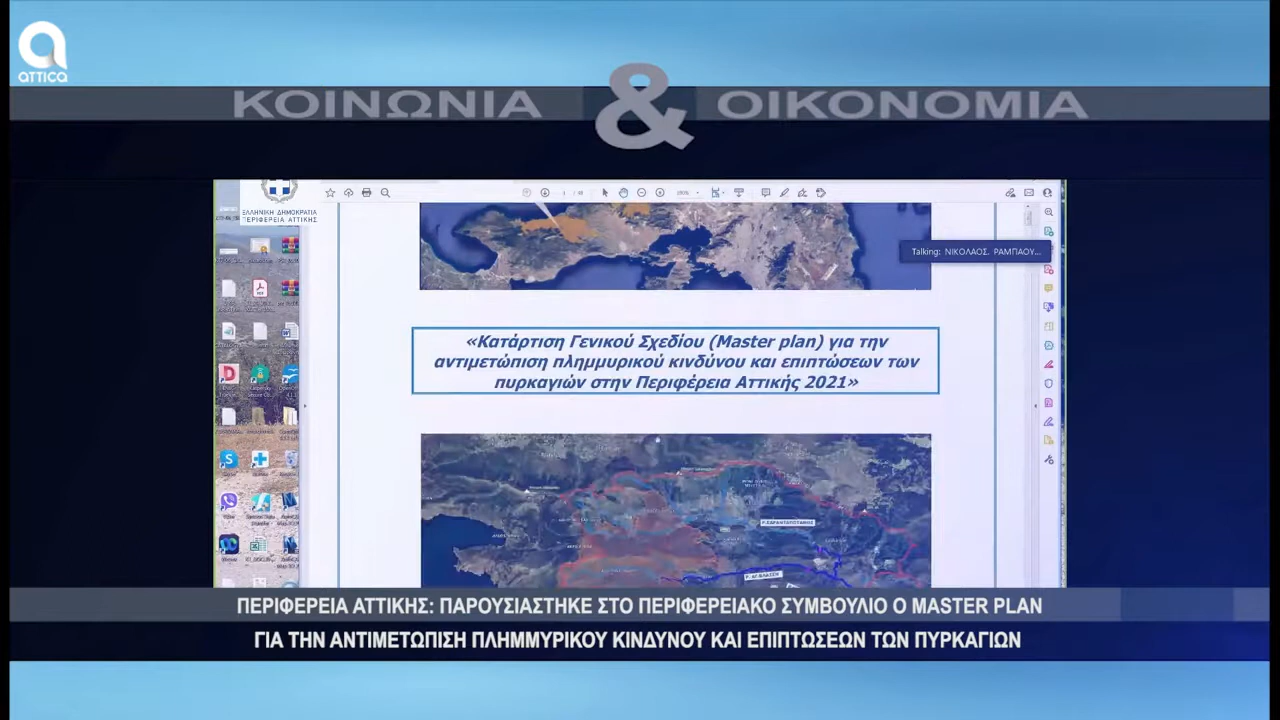 αττica
ΚΟΙΝΩΝΙΑ & ΟΙΚΟΝΟΜΙΑ
ΕΛΛΗΝΙΚΗ ΔΗΜΟΚΡΑΤΙΑ
ΠΕΡΙΦΕΡΕΙΑ ΑΤΤΙΚΗΣ
Talking: ΝΙΚΟΛΑΟΣ. ΡΑΜΠΑΟΥ...
«Κατάρτιση Γενικού Σχεδίου (Master plan) για την
αντιμετώπιση πλημμυρικού κινδύνου και επιπτώσεων των
πυρκαγιών στην Περιφέρεια Αττικής 2021»
ΠΕΡΙΦΕΡΕΙΑ ΑΤΤΙΚΗΣ: ΠΑΡΟΥΣΙΑΣΤΗΚΕ ΣΤΟ ΠΕΡΙΦΕΡΕΙΑΚΟ ΣΥΜΒΟΥΛΙΟ Ο MASTER PLAN
ΓΙΑ ΤΗΝ ΑΝΤΙΜΕΤΩΠΙΣΗ ΠΛΗΜΜΥΡΙΚΟΥ ΚΙΝΔΥΝΟΥ ΚΑΙ ΕΠΙΠΤΩΣΕΩΝ ΤΩΝ ΠΥΡΚΑΓΙΩΝ